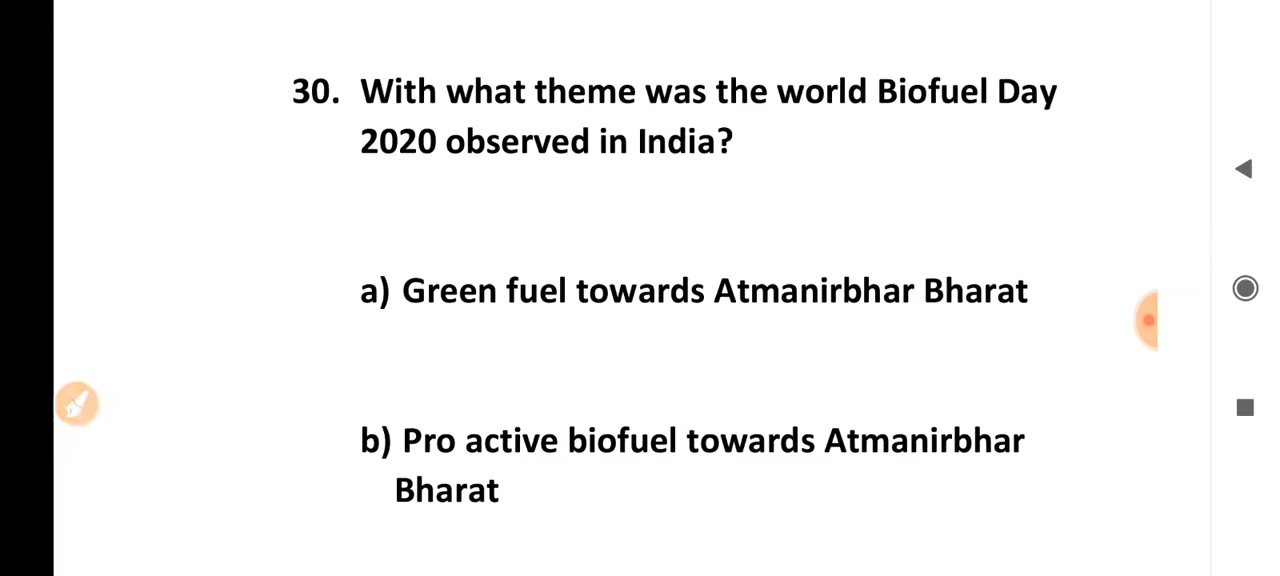 30. With what theme was the world Biofuel Day
2020 observed in India?
a) Green fuel towards Atmanirbhar Bharat
b) Pro active biofuel towards Atmanirbhar
Bharat